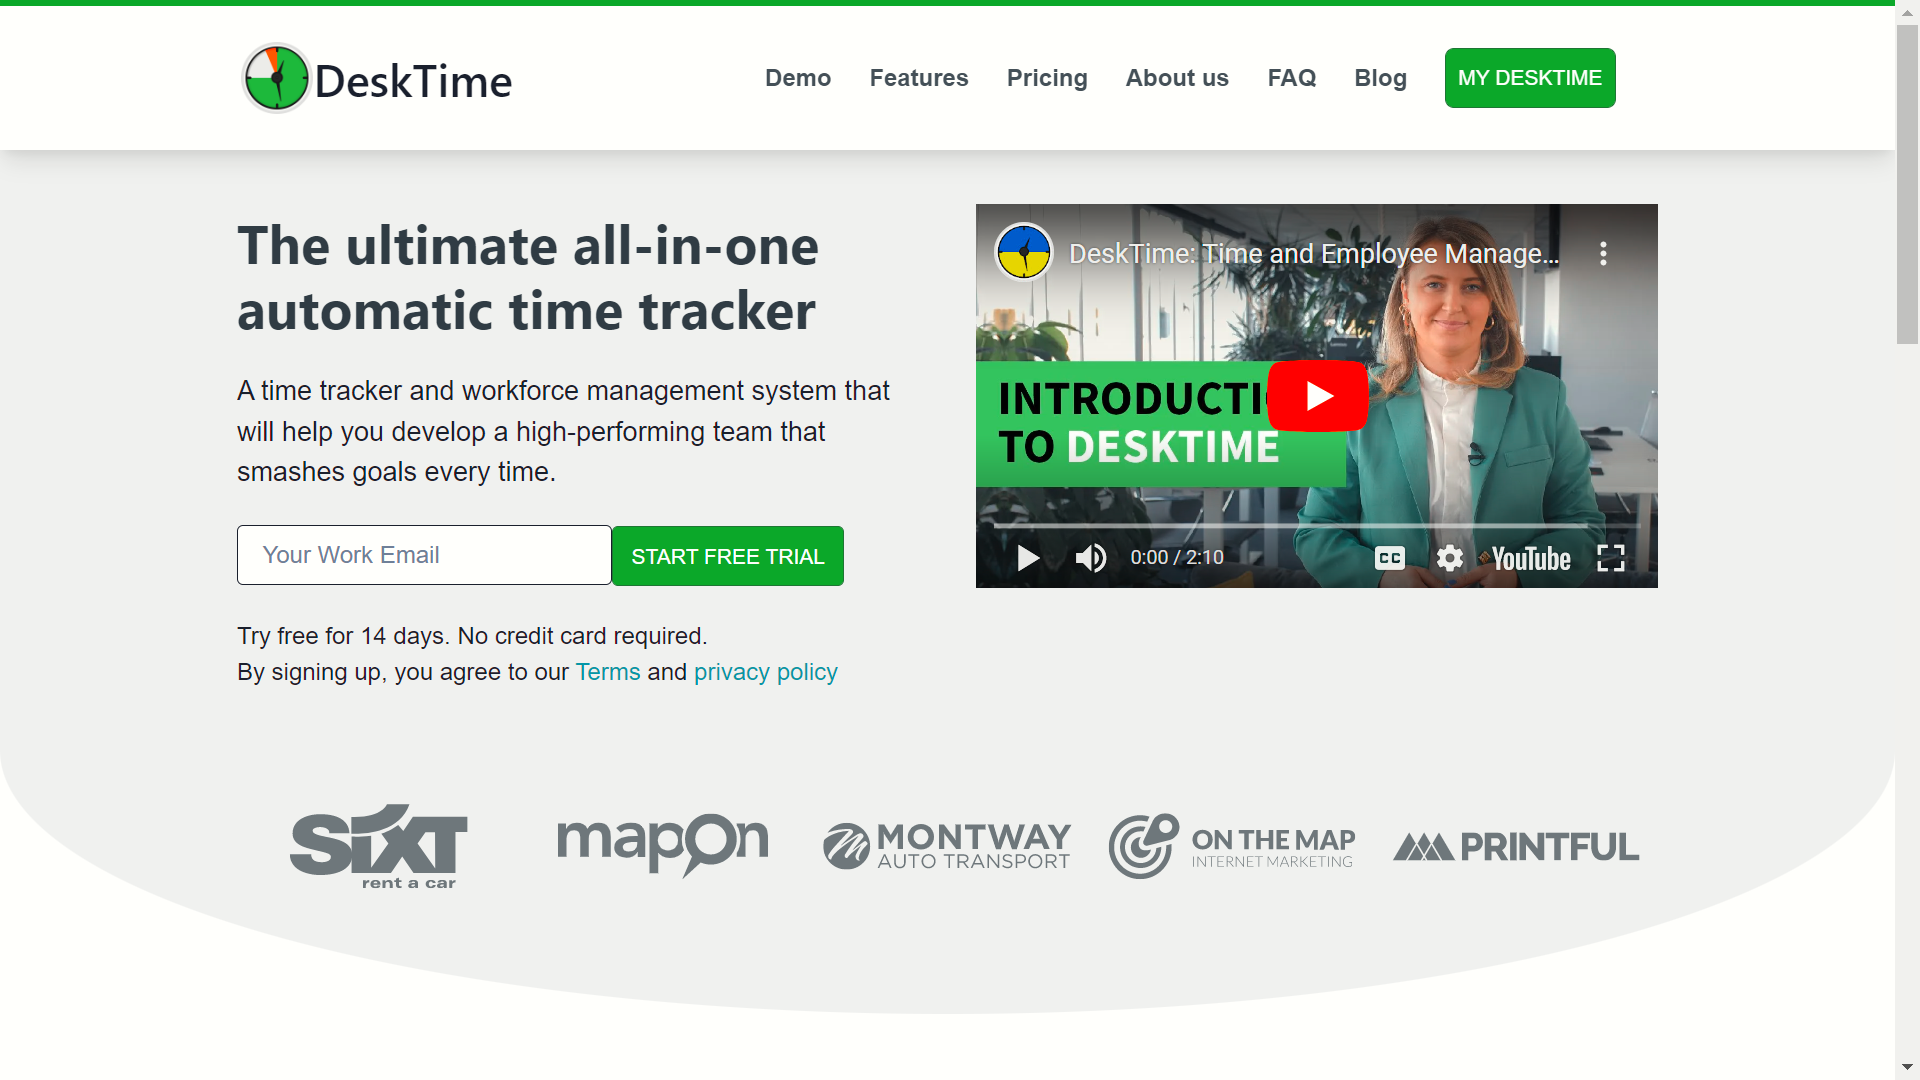 DeskTime
Demo
Features
Pricing
About us
FAQ
Blog
MY DESKTIME
The ultimate all-in-one
automatic time tracker
A time tracker and workforce management system that
will help you develop a high-performing team that
smashes goals every time.
Your Work Email
START FREE TRIAL
Try free for 14 days. No credit card required.
By signing up, you agree to our Terms and privacy policy
DeskTime: Time and Employee Manage...
INTRODUCTI
TO DESKTIME
0:00 / 2:10
CC
YouTube
SIXT
rent a car
mapon
MONTWAY
AUTO TRANSPORT
ON THE MAP
INTERNET MARKETING
PRINTFUL